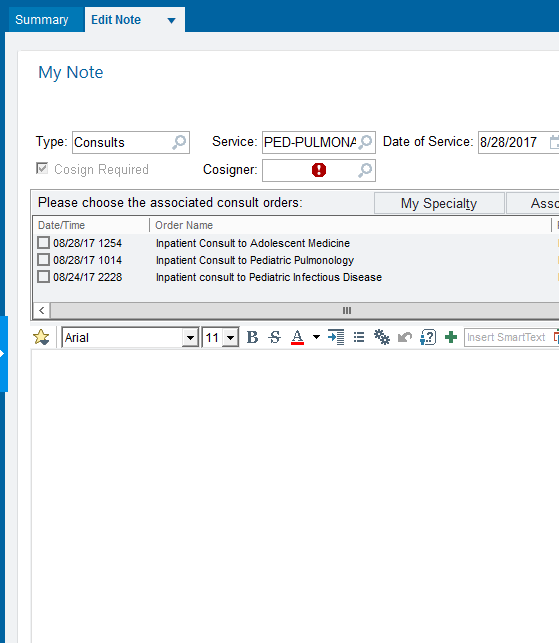 Summary Edit Note
My Note
Type: Consults Service: PED-PULMONA Date of Service: 8/28/2017
Cosign Required Cosigner:
Please choose the associated consult orders: My Specialty Asso
Date/Time Order Name
08/28/17 1254 Inpatient Consult to Adolescent Medicine
08/28/17 1014 Inpatient Consult to Pediatric Pulmonology
08/24/17 2228 Inpatient consult to Pediatric Infectious Disease
Arial 11 B S A Insert SmartText